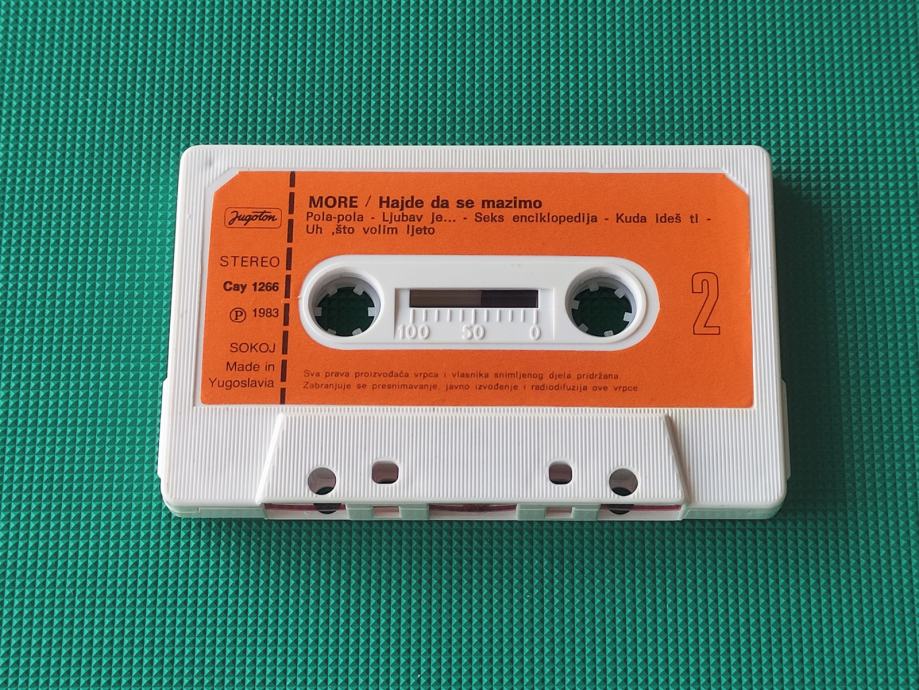 Jugoton
STEREO
Cay 1266
Ⓟ 1983
SOKOJ
Made in
Yugoslavia
MORE / Hajde da se mazimo
Pola-pola - Ljubav je... - Seks enciklopedija - Kuda ideš ti -
Uh ,što volim ljeto
2
100 50 0
Sva prava proizvođača vrpca i vlasnika snimljenog djela pridržana
Zabranjuje se presnimavanje, javno izvođenje i radiodifuzija ove vrpce